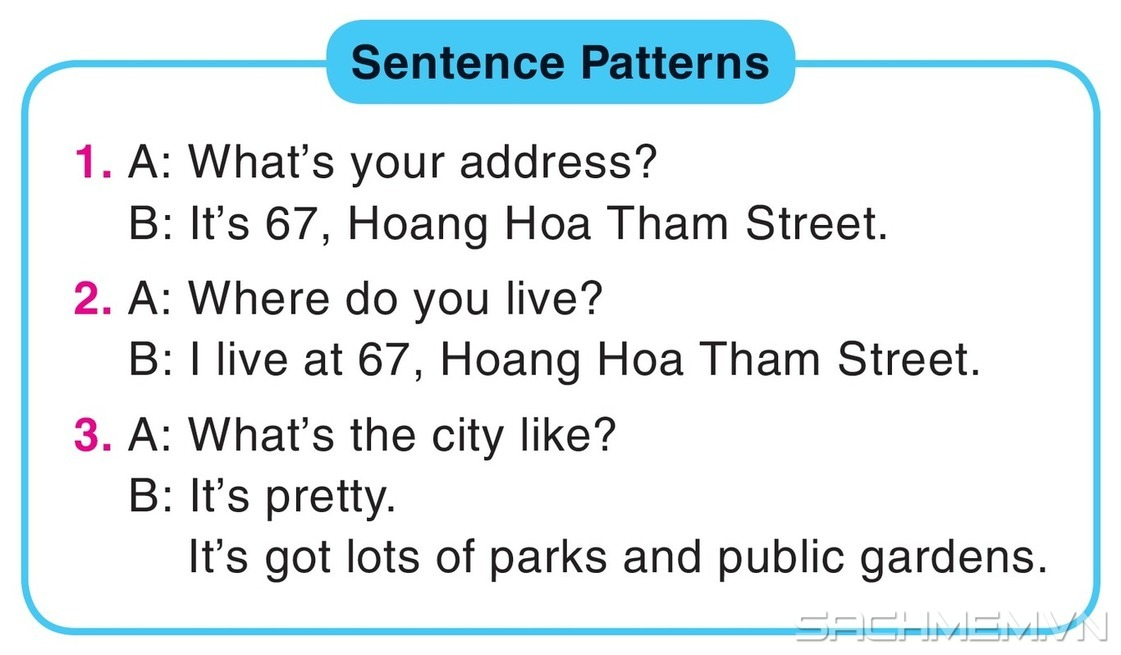 Sentence Patterns
1. A: What's your address?
B: It's 67, Hoang Hoa Tham Street.
2. A: Where do you live?
B: I live at 67, Hoang Hoa Tham Street.
3. A: What's the city like?
B: It's pretty.
It's got lots of parks and public gardens.
SACHMEM.VN